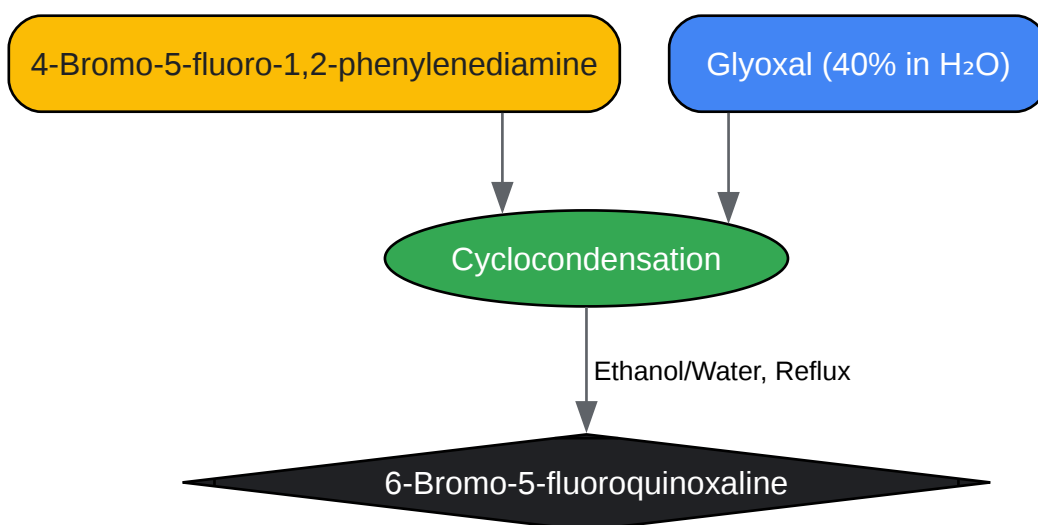 4-Bromo-5-fluoro-1,2-phenylenediamine
Glyoxal (40% in H₂O)
Cyclocondensation
Ethanol/Water, Reflux
6-Bromo-5-fluoroquinoxaline